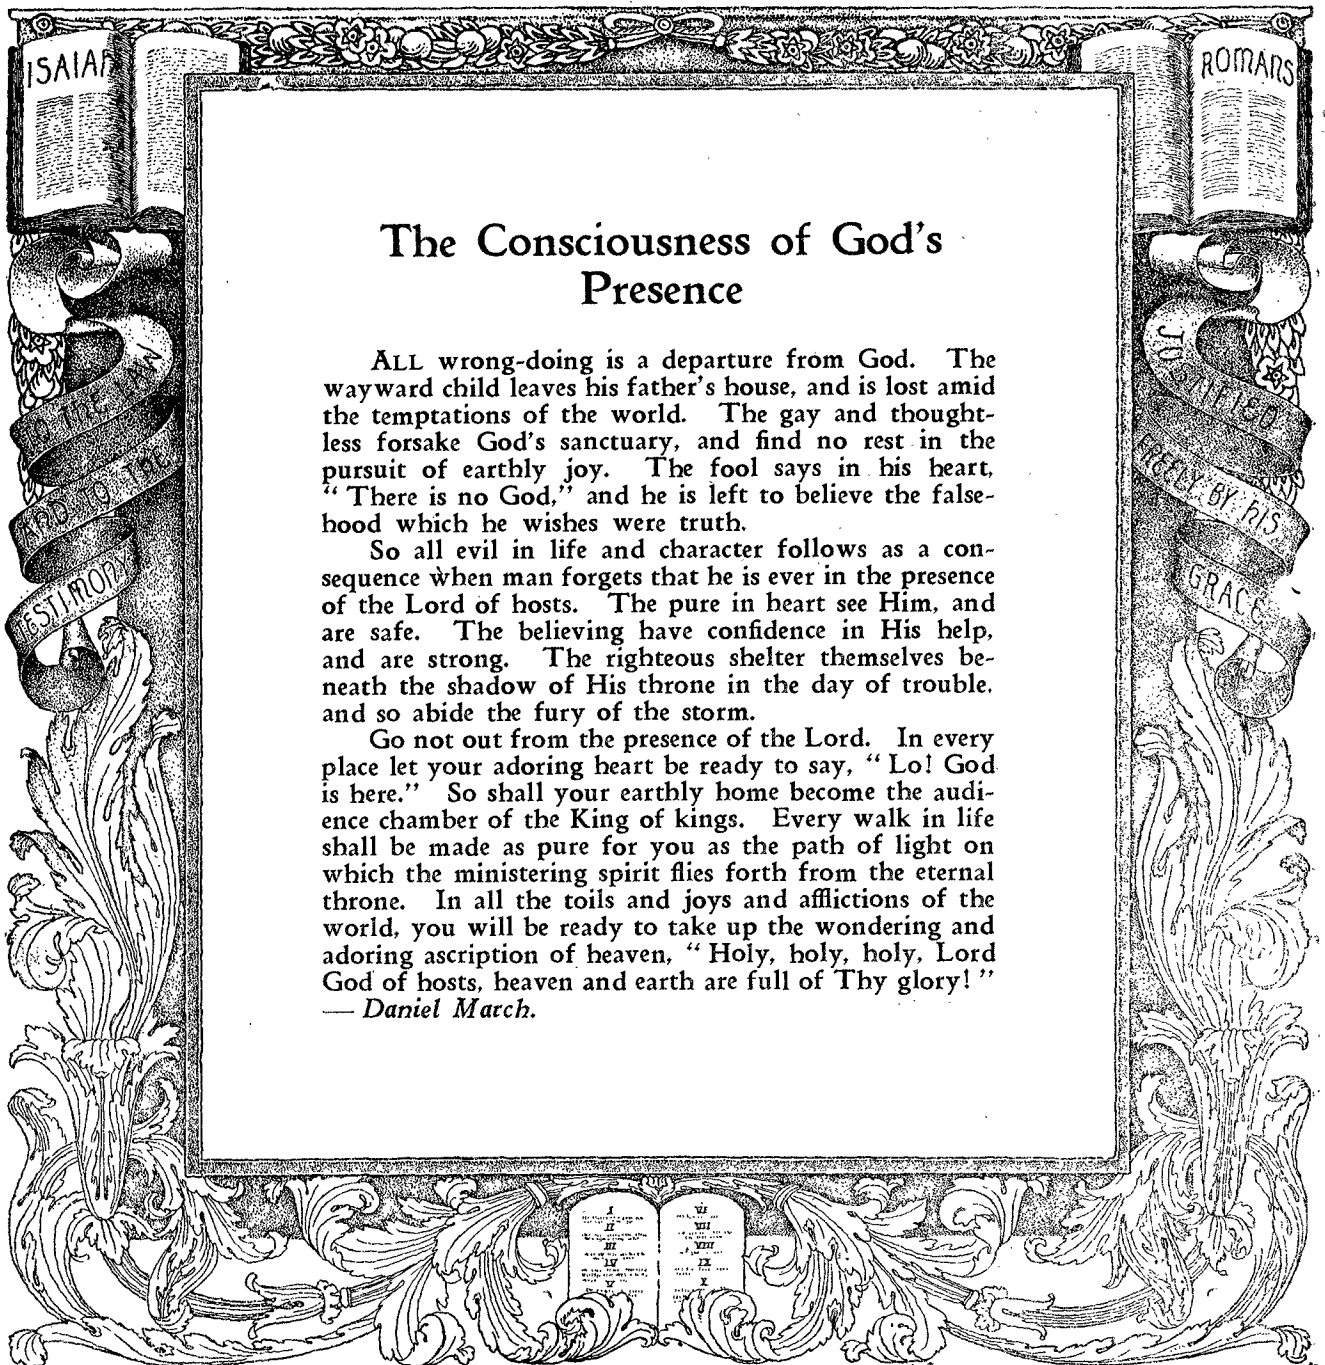 ISAIAH
ROMANS
The Consciousness of God's
Presence
ALL wrong-doing is a departure from God. The
wayward child leaves his father's house, and is lost amid
the temptations of the world. The gay and thought-
less forsake God's sanctuary, and find no rest in the
pursuit of earthly joy. The fool says in his heart,
“ There is no God,” and he is left to believe the false-
hood which he wishes were truth.
So all evil in life and character follows as a con-
sequence when man forgets that he is ever in the presence
of the Lord of hosts. The pure in heart see Him, and
are safe. The believing have confidence in His help,
and are strong. The righteous shelter themselves be-
neath the shadow of His throne in the day of trouble,
and so abide the fury of the storm.
Go not out from the presence of the Lord. In every
place let your adoring heart be ready to say, “ Lo! God
is here.” So shall your earthly home become the audi-
ence chamber of the King of kings. Every walk in life
shall be made as pure for you as the path of light on
which the ministering spirit flies forth from the eternal
throne. In all the toils and joys and afflictions of the
world, you will be ready to take up the wondering and
adoring ascription of heaven, “ Holy, holy, holy, Lord
God of hosts, heaven and earth are full of Thy glory! ”
— Daniel March.
TO THE LAW
AND TO THE
TESTIMONY
JUSTIFIED
FREELY BY HIS
GRACE
I
II
III
IV
V
VI
VII
VIII
IX
X